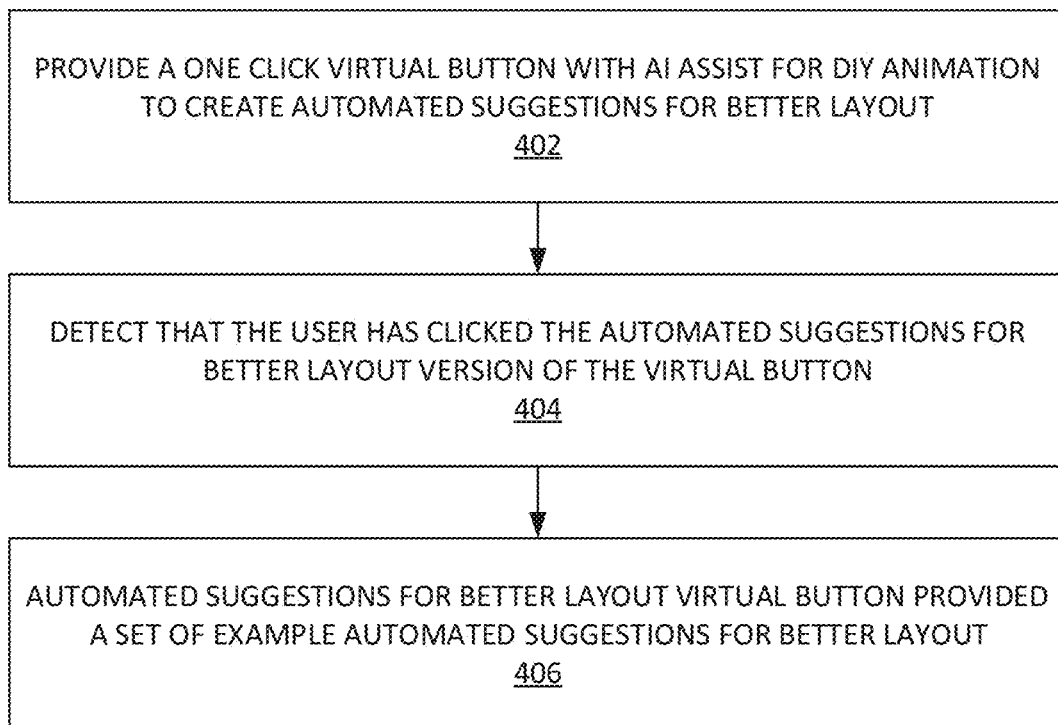 PROVIDE A ONE CLICK VIRTUAL BUTTON WITH AI ASSIST FOR DIY ANIMATION
TO CREATE AUTOMATED SUGGESTIONS FOR BETTER LAYOUT
402
DETECT THAT THE USER HAS CLICKED THE AUTOMATED SUGGESTIONS FOR
BETTER LAYOUT VERSION OF THE VIRTUAL BUTTON
404
AUTOMATED SUGGESTIONS FOR BETTER LAYOUT VIRTUAL BUTTON PROVIDED
A SET OF EXAMPLE AUTOMATED SUGGESTIONS FOR BETTER LAYOUT
406